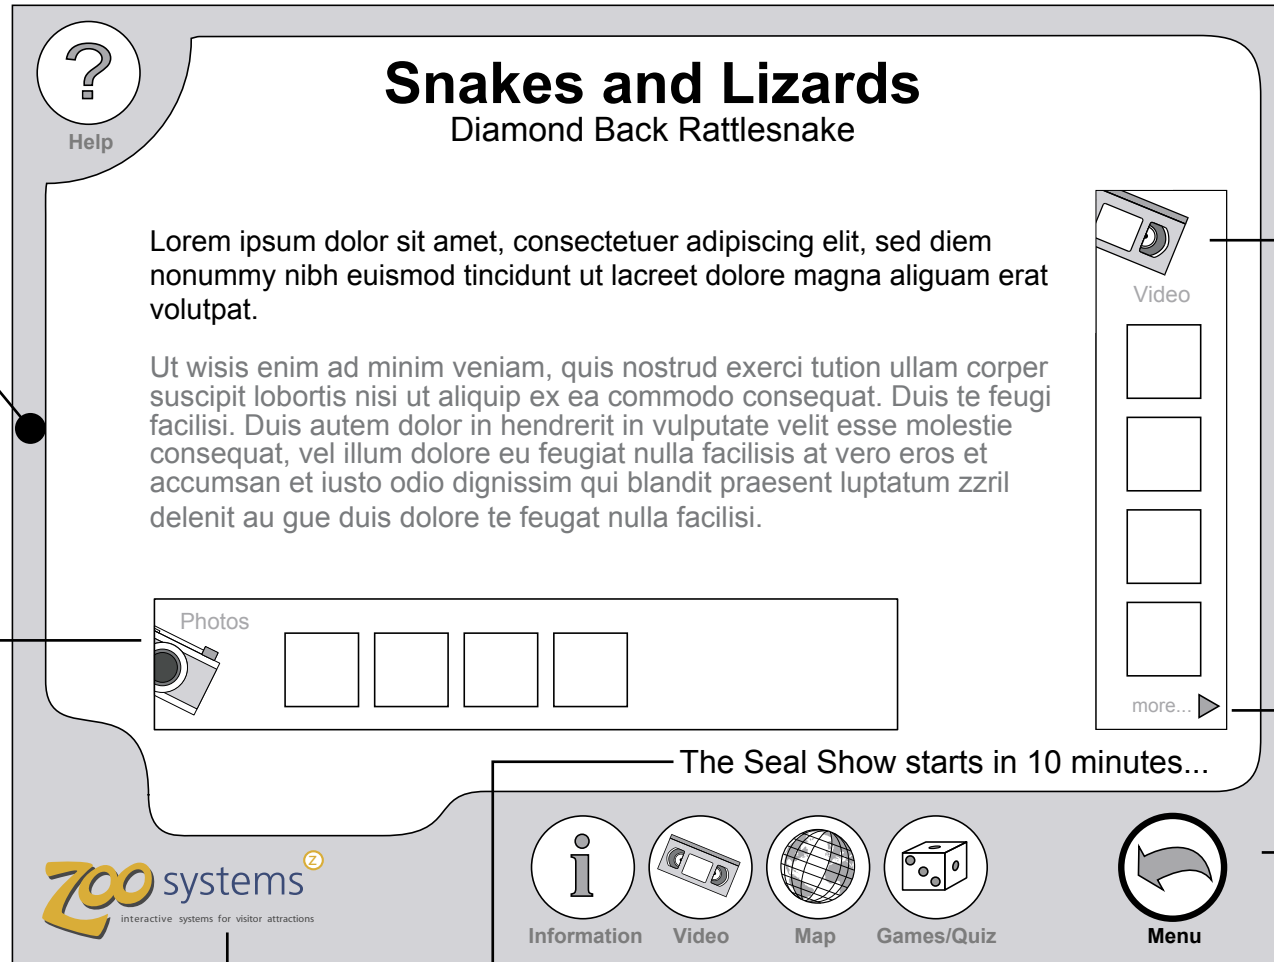 Help
Snakes and Lizards
Diamond Back Rattlesnake
Lorem ipsum dolor sit amet, consectetuer adipiscing elit, sed diem
nonummy nibh euismod tincidunt ut lacreet dolore magna aliguam erat
volutpat.
Ut wisis enim ad minim veniam, quis nostrud exerci tution ullam corper
suscipit lobortis nisi ut aliquip ex ea commodo consequat. Duis te feugi
facilisi. Duis autem dolor in hendrerit in vulputate velit esse molestie
consequat, vel illum dolore eu feugiat nulla facilisis at vero eros et
accumsan et iusto odio dignissim qui blandit praesent luptatum zzril
delenit au gue duis dolore te feugat nulla facilisi.
Video
more...
Photos
The Seal Show starts in 10 minutes...
zoo systems z
interactive systems for visitor attractions
Information
Video
Map
Games/Quiz
Menu